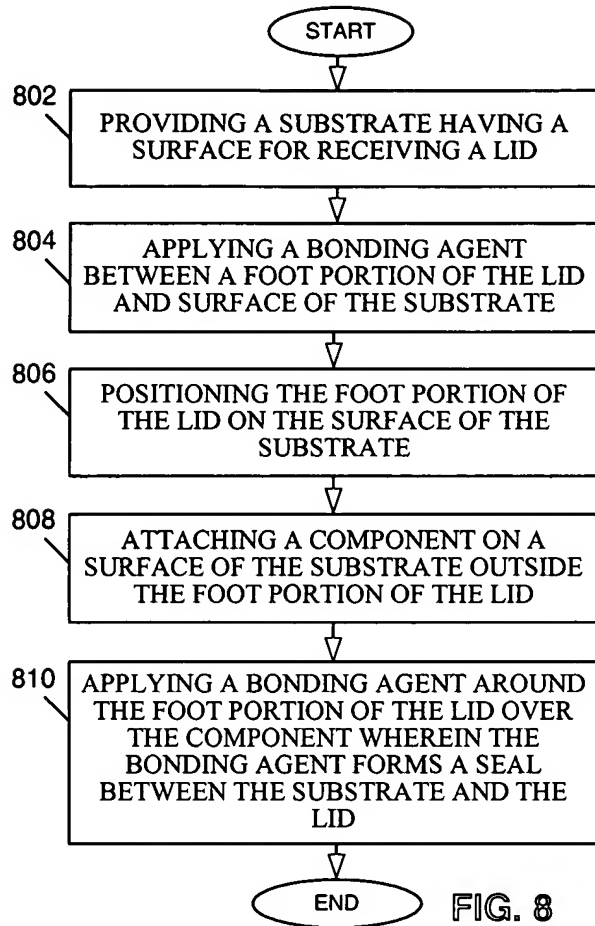 START
802
PROVIDING A SUBSTRATE HAVING A
SURFACE FOR RECEIVING A LID
804
APPLYING A BONDING AGENT
BETWEEN A FOOT PORTION OF THE LID
AND SURFACE OF THE SUBSTRATE
806
POSITIONING THE FOOT PORTION OF
THE LID ON THE SURFACE OF THE
SUBSTRATE
808
ATTACHING A COMPONENT ON A
SURFACE OF THE SUBSTRATE OUTSIDE
THE FOOT PORTION OF THE LID
810
APPLYING A BONDING AGENT AROUND
THE FOOT PORTION OF THE LID OVER
THE COMPONENT WHEREIN THE
BONDING AGENT FORMS A SEAL
BETWEEN THE SUBSTRATE AND THE
LID
END
FIG. 8